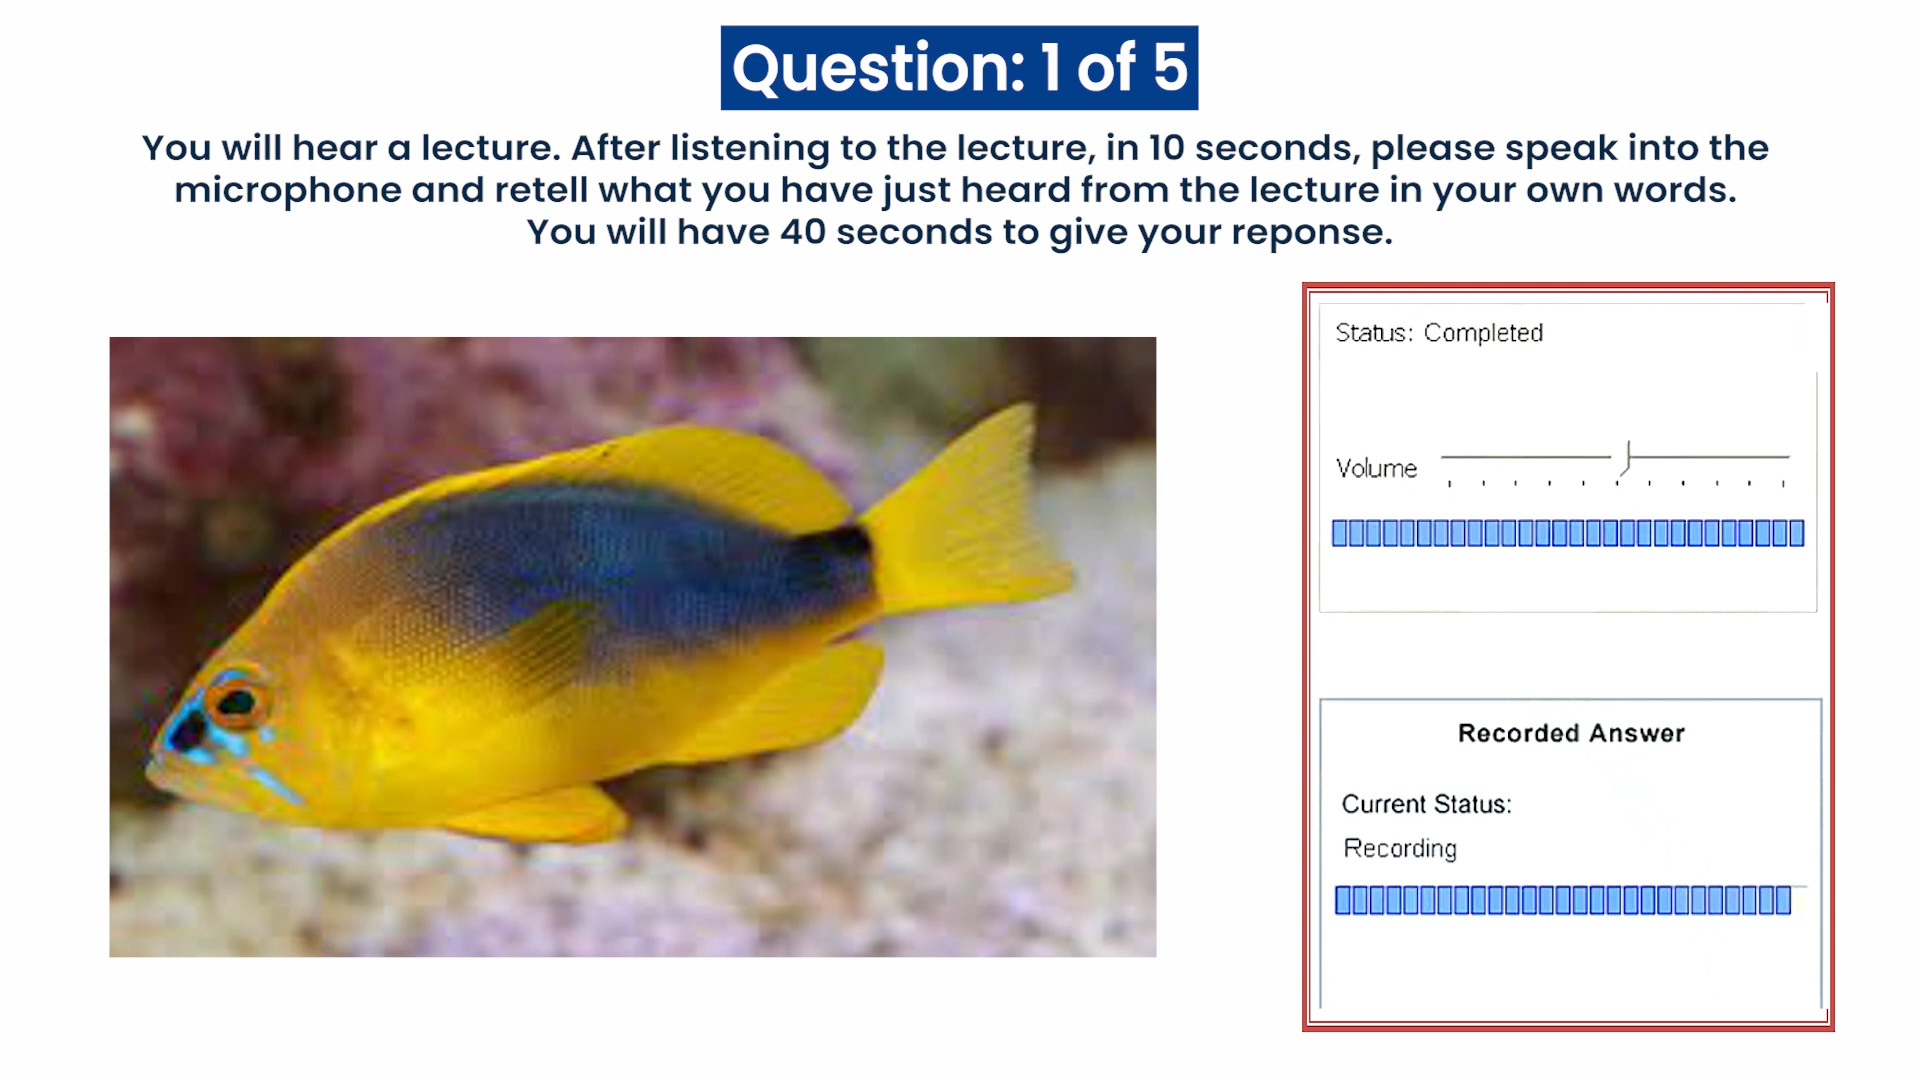 Question: 1 of 5
You will hear a lecture. After listening to the lecture, in 10 seconds, please speak into the
microphone and retell what you have just heard from the lecture in your own words.
You will have 40 seconds to give your reponse.
Status: Completed
Volume
Recorded Answer
Current Status:
Recording